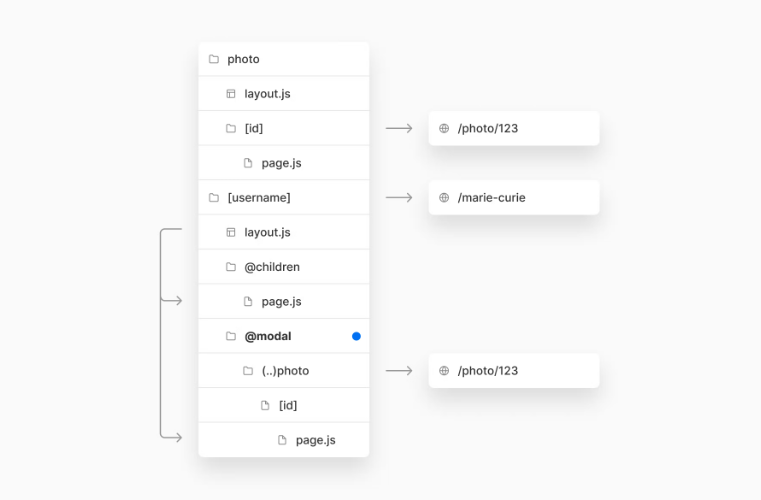 photo
layout.js
[id]
/photo/123
page.js
[username]
/marie-curie
layout.js
@children
page.js
@modal
(..)photo
/photo/123
[id]
page.js